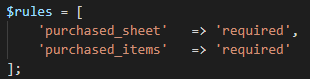 $rules = [
    'purchased_sheet'   => 'required',
    'purchased_items'   => 'required'
];